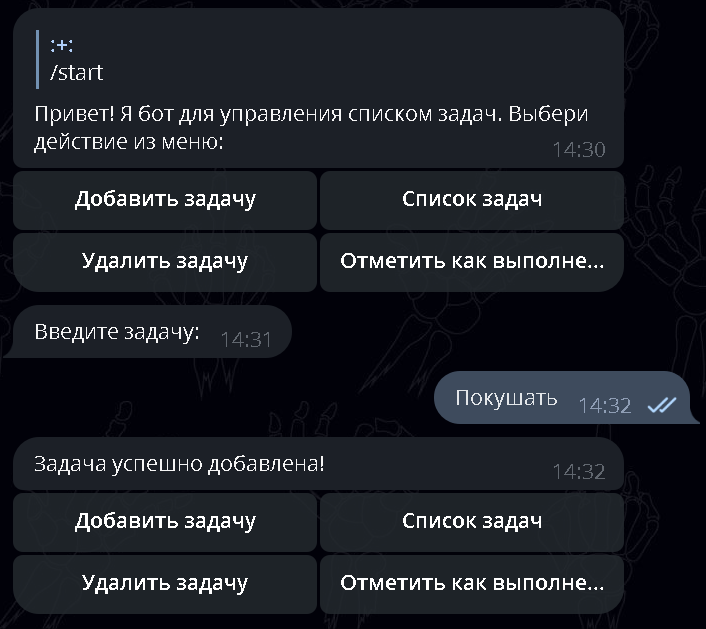 :+:
/start
Привет! Я бот для управления списком задач. Выбери
действие из меню:
14:30
Добавить задачу
Список задач
Удалить задачу
Отметить как выполне...
Введите задачу: 14:31
Покушать 14:32
Задача успешно добавлена! 14:32
Добавить задачу
Список задач
Удалить задачу
Отметить как выполне...